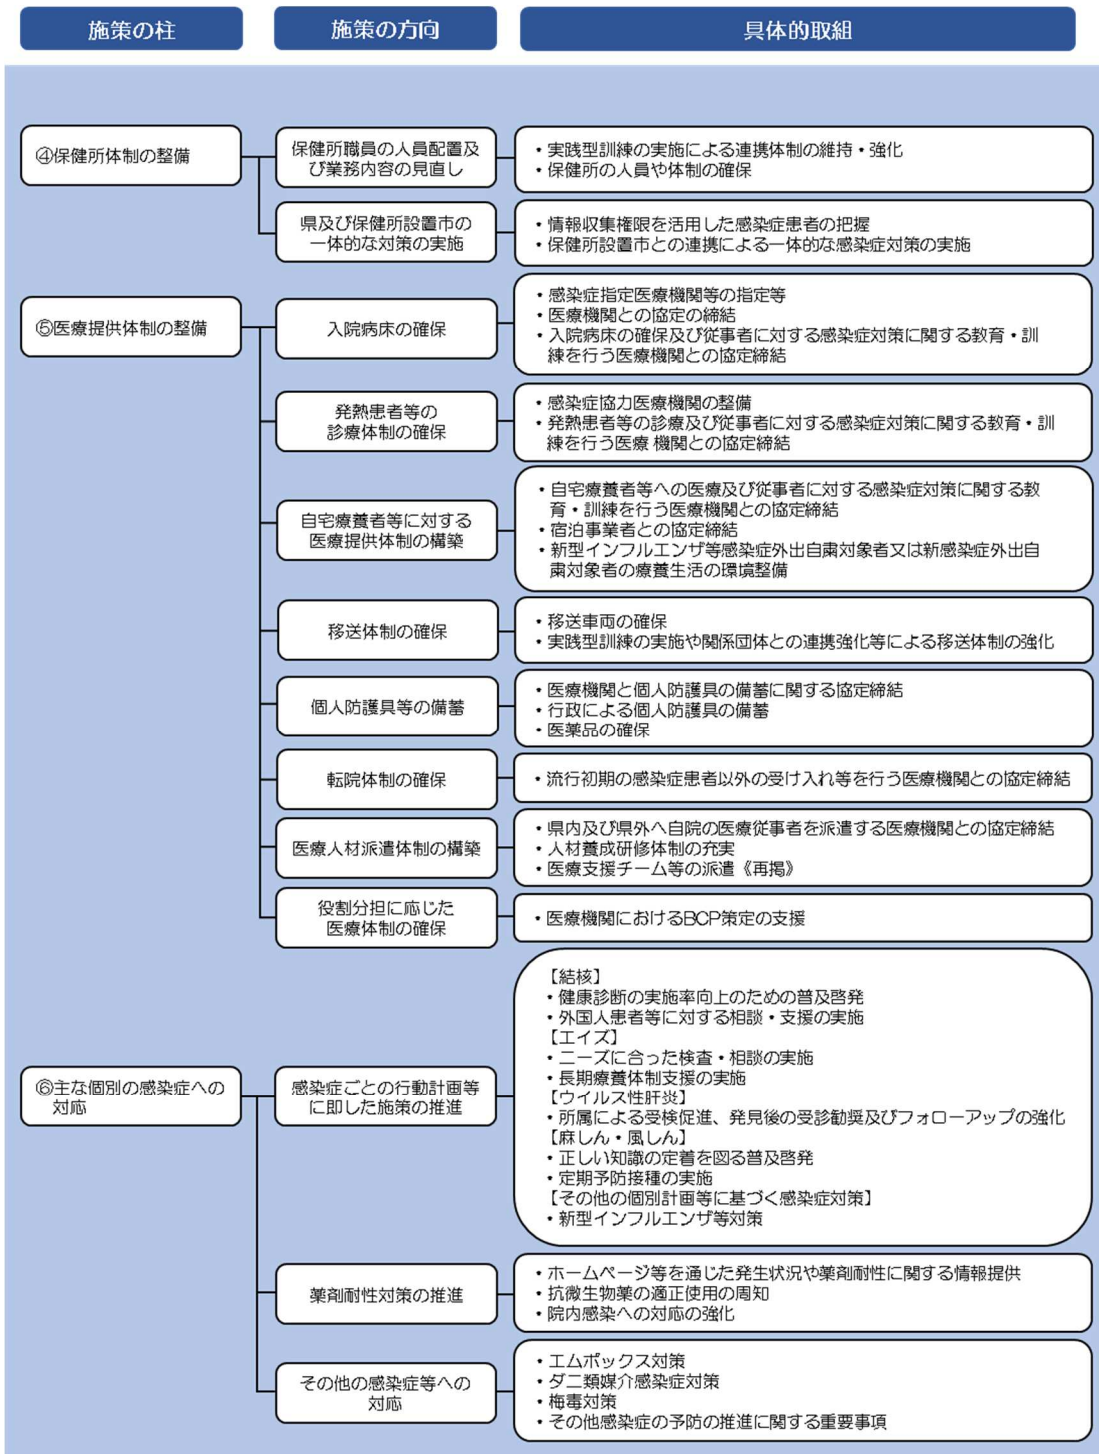 施策の柱
施策の方向
具体的取組
④保健所体制の整備
保健所職員の人員配置及
び業務内容の見直し
・実践型訓練の実施による連携体制の維持・強化
・保健所の人員や体制の確保
県及び保健所設置市の
一体的な対策の実施
・情報収集権限を活用した感染症患者の把握
・保健所設置市との連携による一体的な感染症対策の実施
⑤医療提供体制の整備
入院病床の確保
・感染症指定医療機関等の指定等
・医療機関との協定の締結
・入院病床の確保及び従事者に対する感染症対策に関する教育・訓
練を行う医療機関との協定締結
発熱患者等の
診療体制の確保
・感染症協力医療機関の整備
・発熱患者等の診療及び従事者に対する感染症対策に関する教育・訓
練を行う医療 機関との協定締結
自宅療養者等に対する
医療提供体制の構築
・自宅療養者等への医療及び従事者に対する感染症対策に関する教
育・訓練を行う医療機関との協定締結
・宿泊事業者との協定締結
・新型インフルエンザ等感染症外出自粛対象者又は新感染症外出自
粛対象者の療養生活の環境整備
移送体制の確保
・移送車両の確保
・実践型訓練の実施や関係団体との連携強化等による移送体制の強化
個人防護具等の備蓄
・医療機関と個人防護具の備蓄に関する協定締結
・行政による個人防護具の備蓄
・医薬品の確保
転院体制の確保
・流行初期の感染症患者以外の受け入れ等を行う医療機関との協定締結
医療人材派遣体制の構築
・県内及び県外へ自院の医療従事者を派遣する医療機関との協定締結
・人材養成研修体制の充実
・医療支援チーム等の派遣《再掲》
役割分担に応じた
医療体制の確保
・医療機関におけるBCP策定の支援
⑥主な個別の感染症への
対応
感染症ごとの行動計画等
に即した施策の推進
【結核】
・健康診断の実施率向上のための普及啓発
・外国人患者等に対する相談・支援の実施
【エイズ】
・ニーズに合った検査・相談の実施
・長期療養体制支援の実施
【ウイルス性肝炎】
・所属による受検促進、発見後の受診勧奨及びフォローアップの強化
【麻しん・風しん】
・正しい知識の定着を図る普及啓発
・定期予防接種の実施
【その他の個別計画等に基づく感染症対策】
・新型インフルエンザ等対策
薬剤耐性対策の推進
・ホームページ等を通じた発生状況や薬剤耐性に関する情報提供
・抗微生物薬の適正使用の周知
・院内感染への対応の強化
その他の感染症等への
対応
・エムポックス対策
・ダニ類媒介感染症対策
・梅毒対策
・その他感染症の予防の推進に関する重要事項